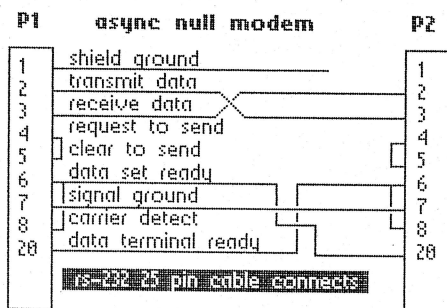 P1 async null modem P2
1 shield ground 1
2 transmit data 2
3 receive data 3
4 request to send 4
5 clear to send 5
6 data set ready 6
7 signal ground 7
8 carrier detect 8
20 data terminal ready 20
rs-232 25 pin cable connects